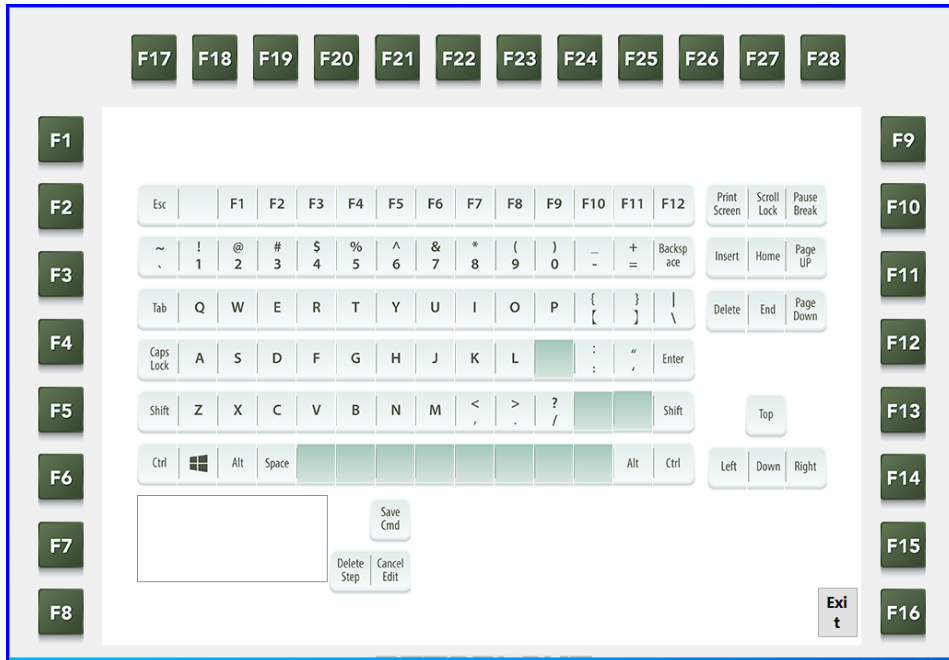 F17 F18 F19 F20 F21 F22 F23 F24 F25 F26 F27 F28
F1
F2
F3
F4
F5
F6
F7
F8
F9
F10
F11
F12
F13
F14
F15
F16
Esc F1 F2 F3 F4 F5 F6 F7 F8 F9 F10 F11 F12
Print Scroll Pause
Screen Lock Break
~ ! @ # $ % ^ & * ( ) _ + Backsp
` 1 2 3 4 5 6 7 8 9 0 - = ace
Insert Home Page
UP
Tab Q W E R T Y U I O P { } |
【 】 \
Delete End Page
Down
Caps
Lock A S D F G H J K L : " Enter
: ,
Shift Z X C V B N M < > ? Shift
, . /
Top
Ctrl Alt Space Alt Ctrl
Left Down Right
Save
Cmd
Delete Cancel
Step Edit
Exi
t